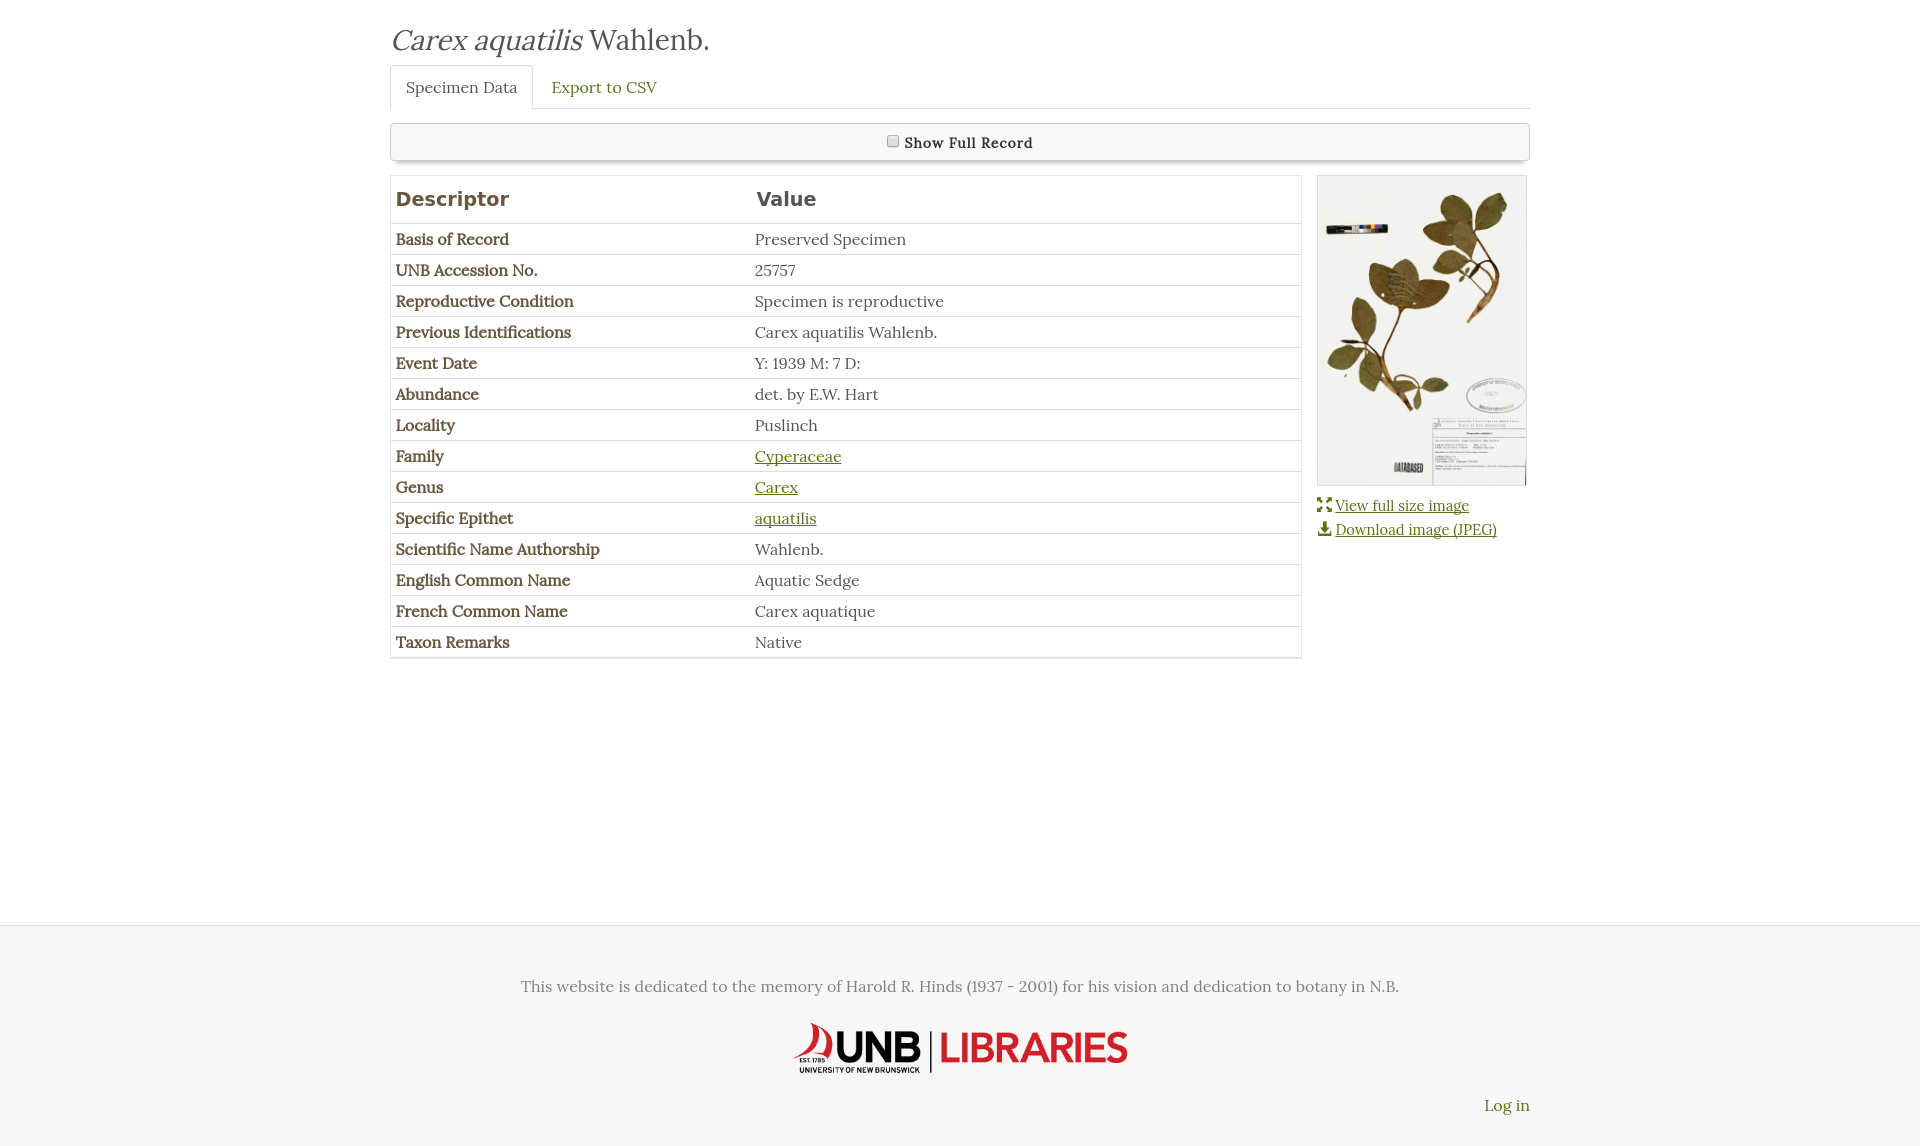 Carex aquatilis Wahlenb.
Specimen Data
Export to CSV
Show Full Record
Descriptor Value
Basis of Record Preserved Specimen
UNB Accession No. 25757
Reproductive Condition Specimen is reproductive
Previous Identifications Carex aquatilis Wahlenb.
Event Date Y: 1939 M: 7 D:
Abundance det. by E.W. Hart
Locality Puslinch
Family Cyperaceae
Genus Carex
Specific Epithet aquatilis
Scientific Name Authorship Wahlenb.
English Common Name Aquatic Sedge
French Common Name Carex aquatique
Taxon Remarks Native
DATABASED
View full size image
Download image (JPEG)
This website is dedicated to the memory of Harold R. Hinds (1937 - 2001) for his vision and dedication to botany in N.B.
EST. 1785 UNB LIBRARIES
UNIVERSITY OF NEW BRUNSWICK
Log in